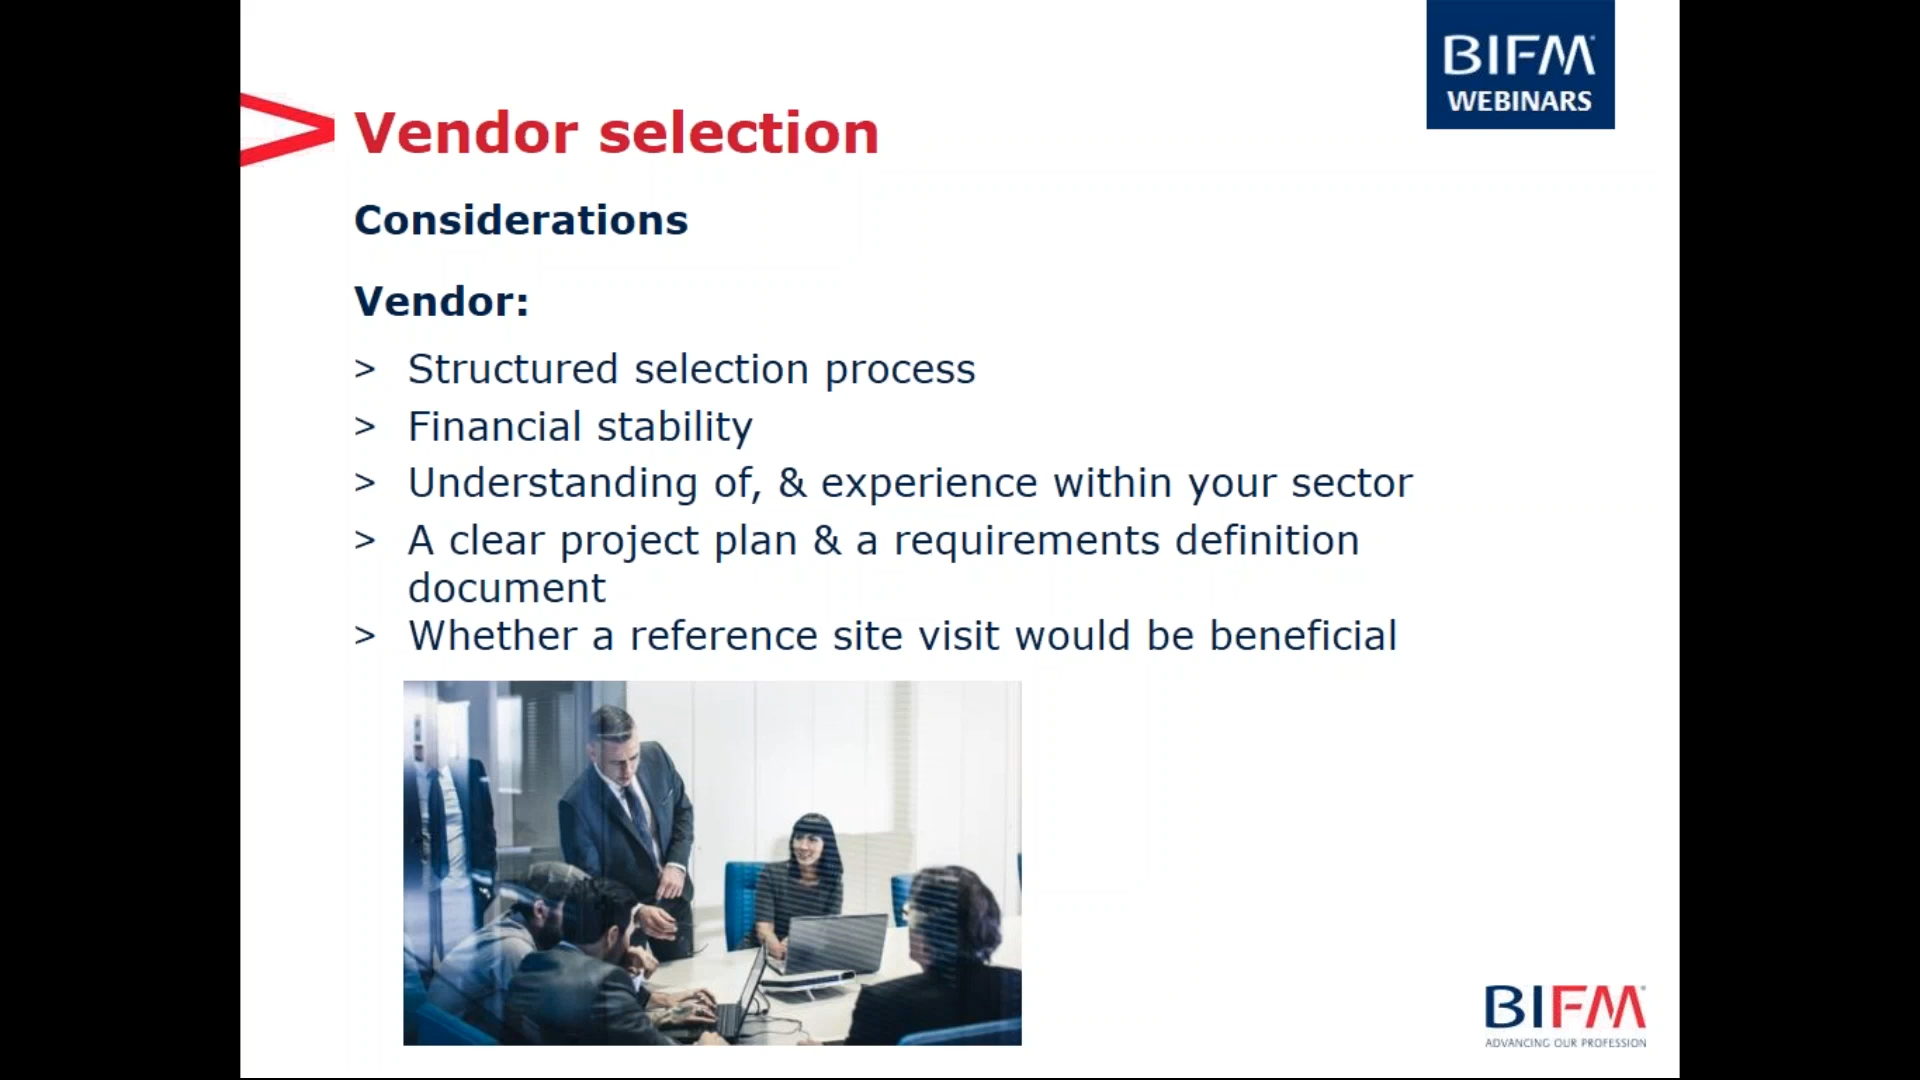 BIFM
WEBINARS
Vendor selection
Considerations
Vendor:
> Structured selection process
> Financial stability
> Understanding of, & experience within your sector
> A clear project plan & a requirements definition
document
> Whether a reference site visit would be beneficial
BIFM
ADVANCING OUR PROFESSION